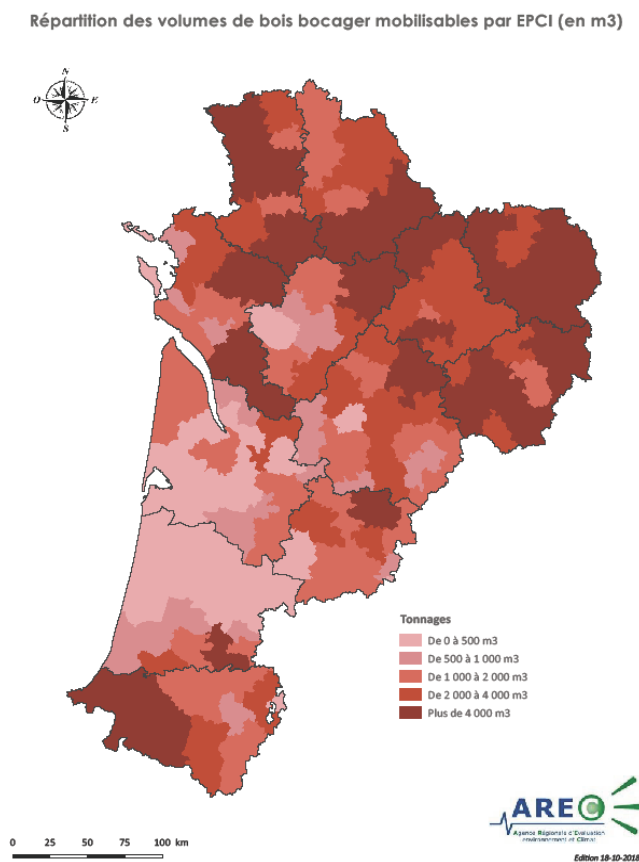 Répartition des volumes de bois bocager mobilisables par EPCI (en m3)
N
O E
S
Tonnages
De 0 à 500 m3
De 500 à 1 000 m3
De 1 000 à 2 000 m3
De 2 000 à 4 000 m3
Plus de 4 000 m3
0 25 50 75 100 km
AREC
Agence Régionale d'Evaluation
environnement et Climat
Edition 18-10-2018